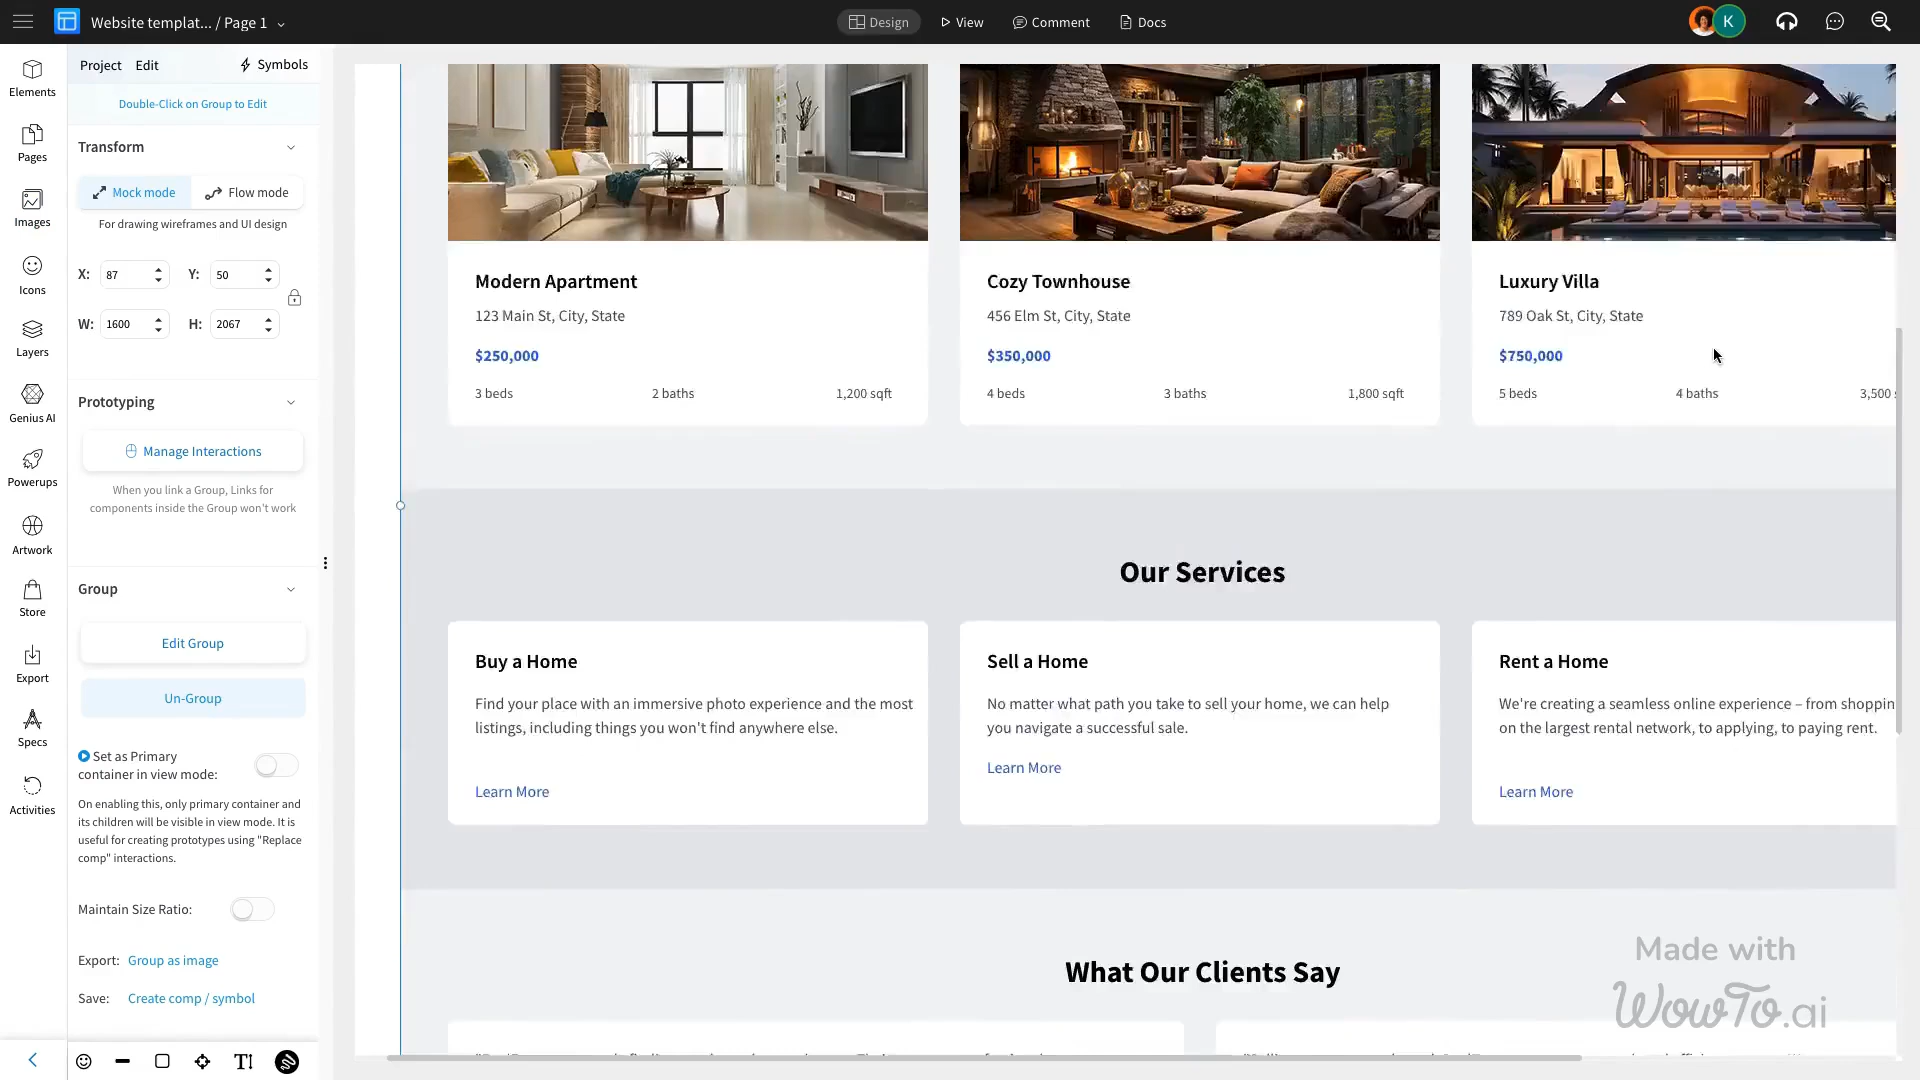 Website templat... / Page 1
Design
View
Comment
Docs
K
Elements
Pages
Images
Icons
Layers
Genius AI
Powerups
Artwork
Store
Export
Specs
Activities
Project
Edit
Symbols
Double-Click on Group to Edit
Transform
Mock mode
Flow mode
For drawing wireframes and UI design
X: 87
Y: 50
W: 1600
H: 2067
Prototyping
Manage Interactions
When you link a Group, Links for
components inside the Group won't work
Group
Edit Group
Un-Group
Set as Primary
container in view mode:
On enabling this, only primary container and
its children will be visible in view mode. It is
useful for creating prototypes using "Replace
comp" interactions.
Maintain Size Ratio:
Export: Group as image
Save: Create comp / symbol
Modern Apartment
123 Main St, City, State
$250,000
3 beds
2 baths
1,200 sqft
Cozy Townhouse
456 Elm St, City, State
$350,000
4 beds
3 baths
1,800 sqft
Luxury Villa
789 Oak St, City, State
$750,000
5 beds
4 baths
3,500
Our Services
Buy a Home
Find your place with an immersive photo experience and the most
listings, including things you won't find anywhere else.
Learn More
Sell a Home
No matter what path you take to sell your home, we can help
you navigate a successful sale.
Learn More
Rent a Home
We're creating a seamless online experience – from shoppin
on the largest rental network, to applying, to paying rent.
Learn More
What Our Clients Say
Made with
WowTo.ai